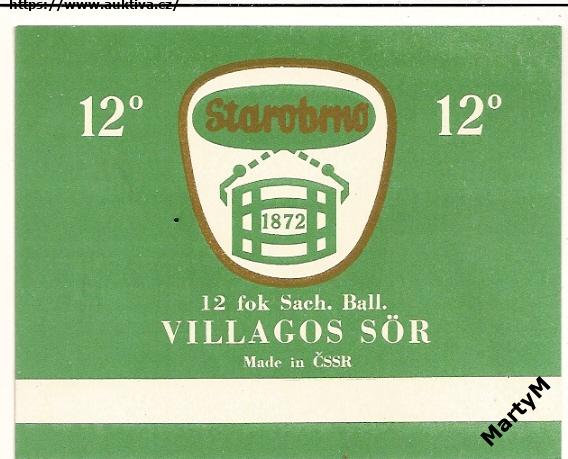 https://www.auktiva.cz/
12° 12°
Starobrno
1872
12 fok Sach. Ball.
VILLAGOS SÖR
Made in ČSSR
MartyM